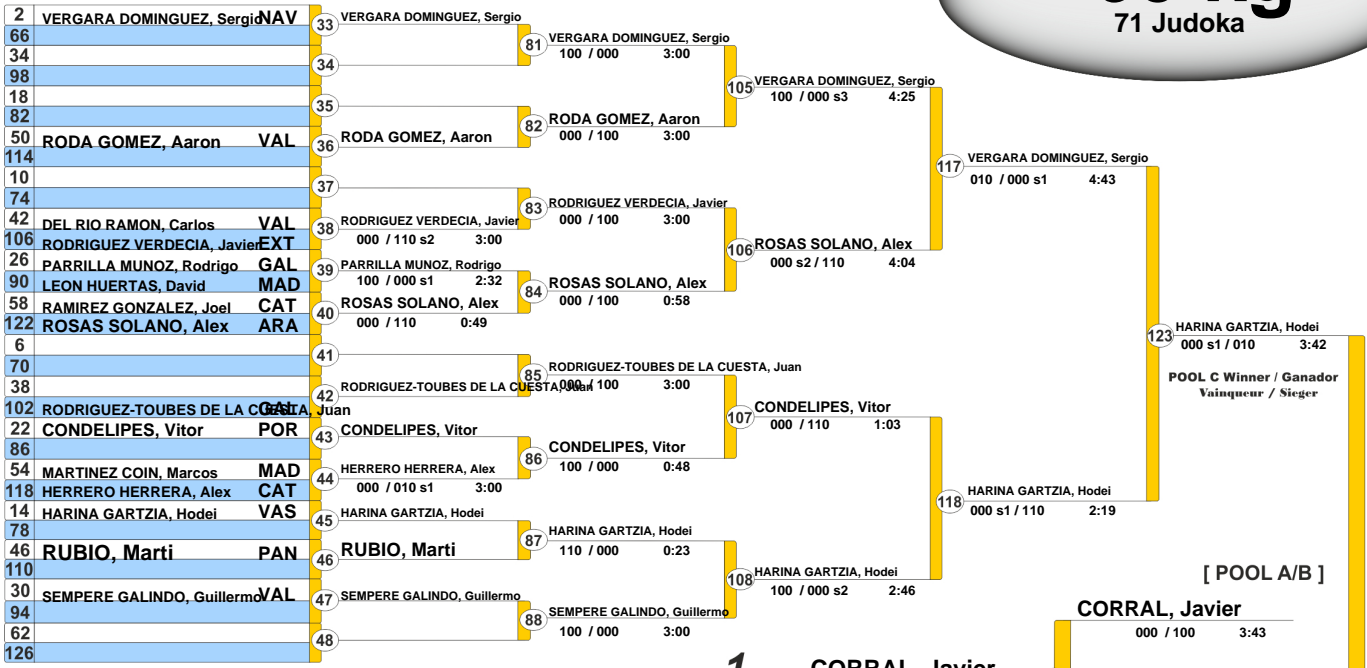 71 Judoka
2 VERGARA DOMINGUEZ, Sergio NAV
66
34
98
18
82
50 RODA GOMEZ, Aaron VAL
114
10
74
42 DEL RIO RAMON, Carlos VAL
106 RODRIGUEZ VERDECIA, Javier EXT
26 PARRILLA MUNOZ, Rodrigo GAL
90 LEON HUERTAS, David MAD
58 RAMIREZ GONZALEZ, Joel CAT
122 ROSAS SOLANO, Alex ARA
6
70
38
102 RODRIGUEZ-TOUBES DE LA CUESTA, Juan GAL
22 CONDELIPES, Vitor POR
86
54 MARTINEZ COIN, Marcos MAD
118 HERRERO HERRERA, Alex CAT
14 HARINA GARTZIA, Hodei VAS
78
46 RUBIO, Marti PAN
110
30 SEMPERE GALINDO, Guillermo VAL
94
62
126
33 VERGARA DOMINGUEZ, Sergio
34
35
36 RODA GOMEZ, Aaron
37
38 RODRIGUEZ VERDECIA, Javier
000 / 110 s2 3:00
39 PARRILLA MUNOZ, Rodrigo
100 / 000 s1 2:32
40 ROSAS SOLANO, Alex
000 / 110 0:49
41
42 RODRIGUEZ-TOUBES DE LA CUESTA, Juan
43 CONDELIPES, Vitor
44 HERRERO HERRERA, Alex
000 / 010 s1 3:00
45 HARINA GARTZIA, Hodei
46 RUBIO, Marti
47 SEMPERE GALINDO, Guillermo
48
81 VERGARA DOMINGUEZ, Sergio
100 / 000 3:00
82 RODA GOMEZ, Aaron
000 / 100 3:00
83 RODRIGUEZ VERDECIA, Javier
000 / 100 3:00
84 ROSAS SOLANO, Alex
000 / 100 0:58
85 RODRIGUEZ-TOUBES DE LA CUESTA, Juan
000 / 100 3:00
86 CONDELIPES, Vitor
100 / 000 0:48
87 HARINA GARTZIA, Hodei
110 / 000 0:23
88 SEMPERE GALINDO, Guillermo
100 / 000 3:00
105 VERGARA DOMINGUEZ, Sergio
100 / 000 s3 4:25
106 ROSAS SOLANO, Alex
000 s2 / 110 4:04
107 CONDELIPES, Vitor
000 / 110 1:03
108 HARINA GARTZIA, Hodei
100 / 000 s2 2:46
117 VERGARA DOMINGUEZ, Sergio
010 / 000 s1 4:43
118 HARINA GARTZIA, Hodei
000 s1 / 110 2:19
123 HARINA GARTZIA, Hodei
000 s1 / 010 3:42
POOL C Winner / Ganador
Vainqueur / Sieger
[ POOL A/B ]
CORRAL, Javier
000 / 100 3:43
1 CORRAL, Javier